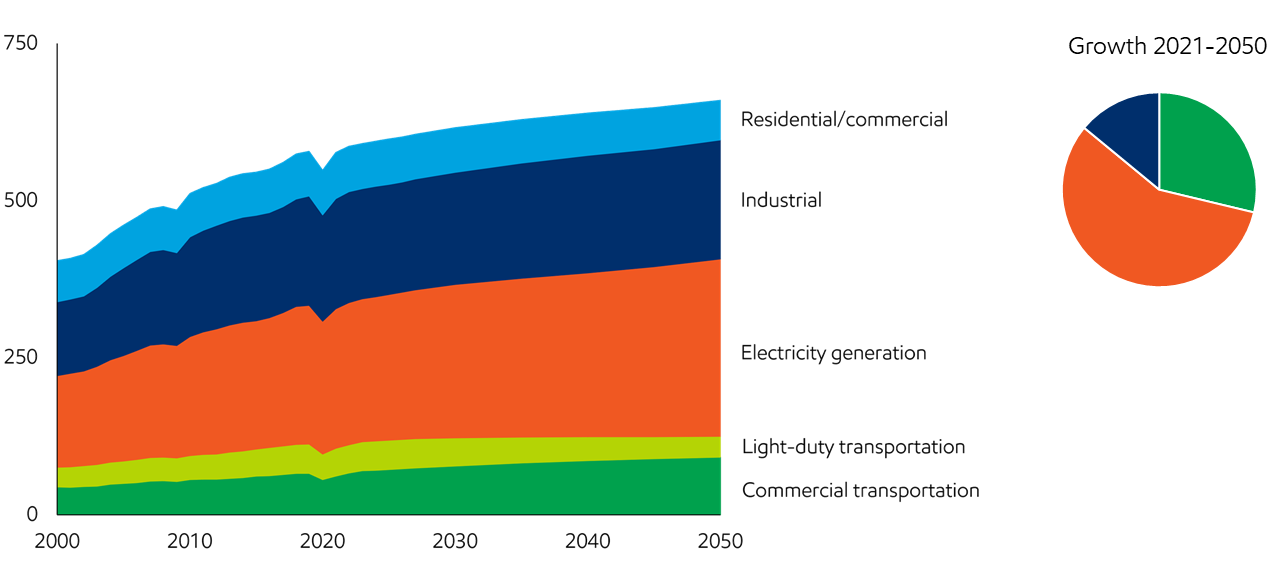 750
500
250
0
2000 2010 2020 2030 2040 2050
Residential/commercial
Industrial
Electricity generation
Light-duty transportation
Commercial transportation
Growth 2021-2050